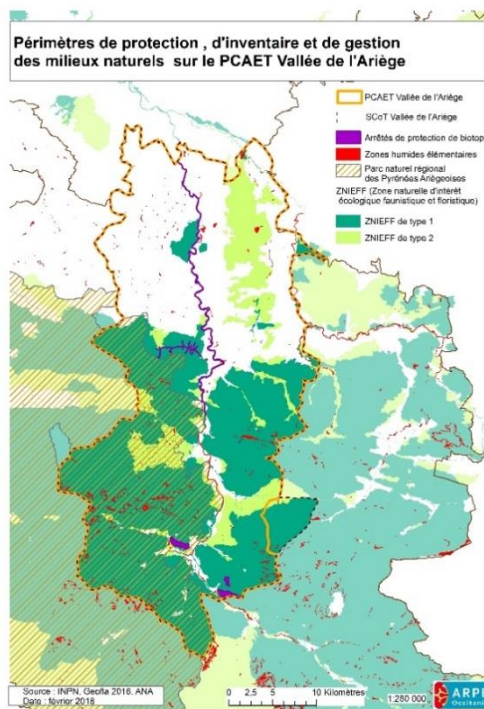 Périmètres de protection , d'inventaire et de gestion
des milieux naturels sur le PCAET Vallée de l'Ariège
PCAET Vallée de l'Ariège
SCoT Vallée de l'Ariège
Arrêtés de protection de biotop
Zones humides élémentaires
Parc naturel régional
des Pyrénées Ariègeoises
ZNIEFF (Zone naturelle d'intérêt
écologique faunistique et floristique)
ZNIEFF de type 1
ZNIEFF de type 2
Source : INPN, Geofla 2016, ANA
Date : février 2018
0 2,5 5 10 Kilomètres
1:280 000
ARPE
Occitanie